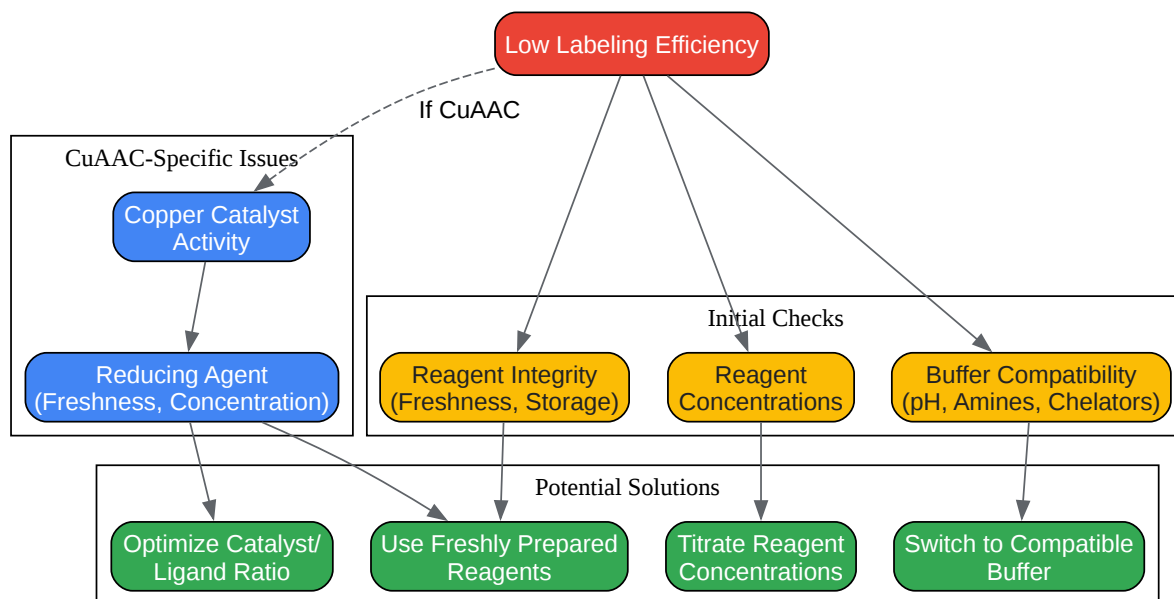 Low Labeling Efficiency
If CuAAC
CuAAC-Specific Issues
Copper Catalyst
Activity
Initial Checks
Reducing Agent
(Freshness, Concentration)
Reagent Integrity
(Freshness, Storage)
Reagent
Concentrations
Buffer Compatibility
(pH, Amines, Chelators)
Potential Solutions
Optimize Catalyst/
Ligand Ratio
Use Freshly Prepared
Reagents
Titrate Reagent
Concentrations
Switch to Compatible
Buffer